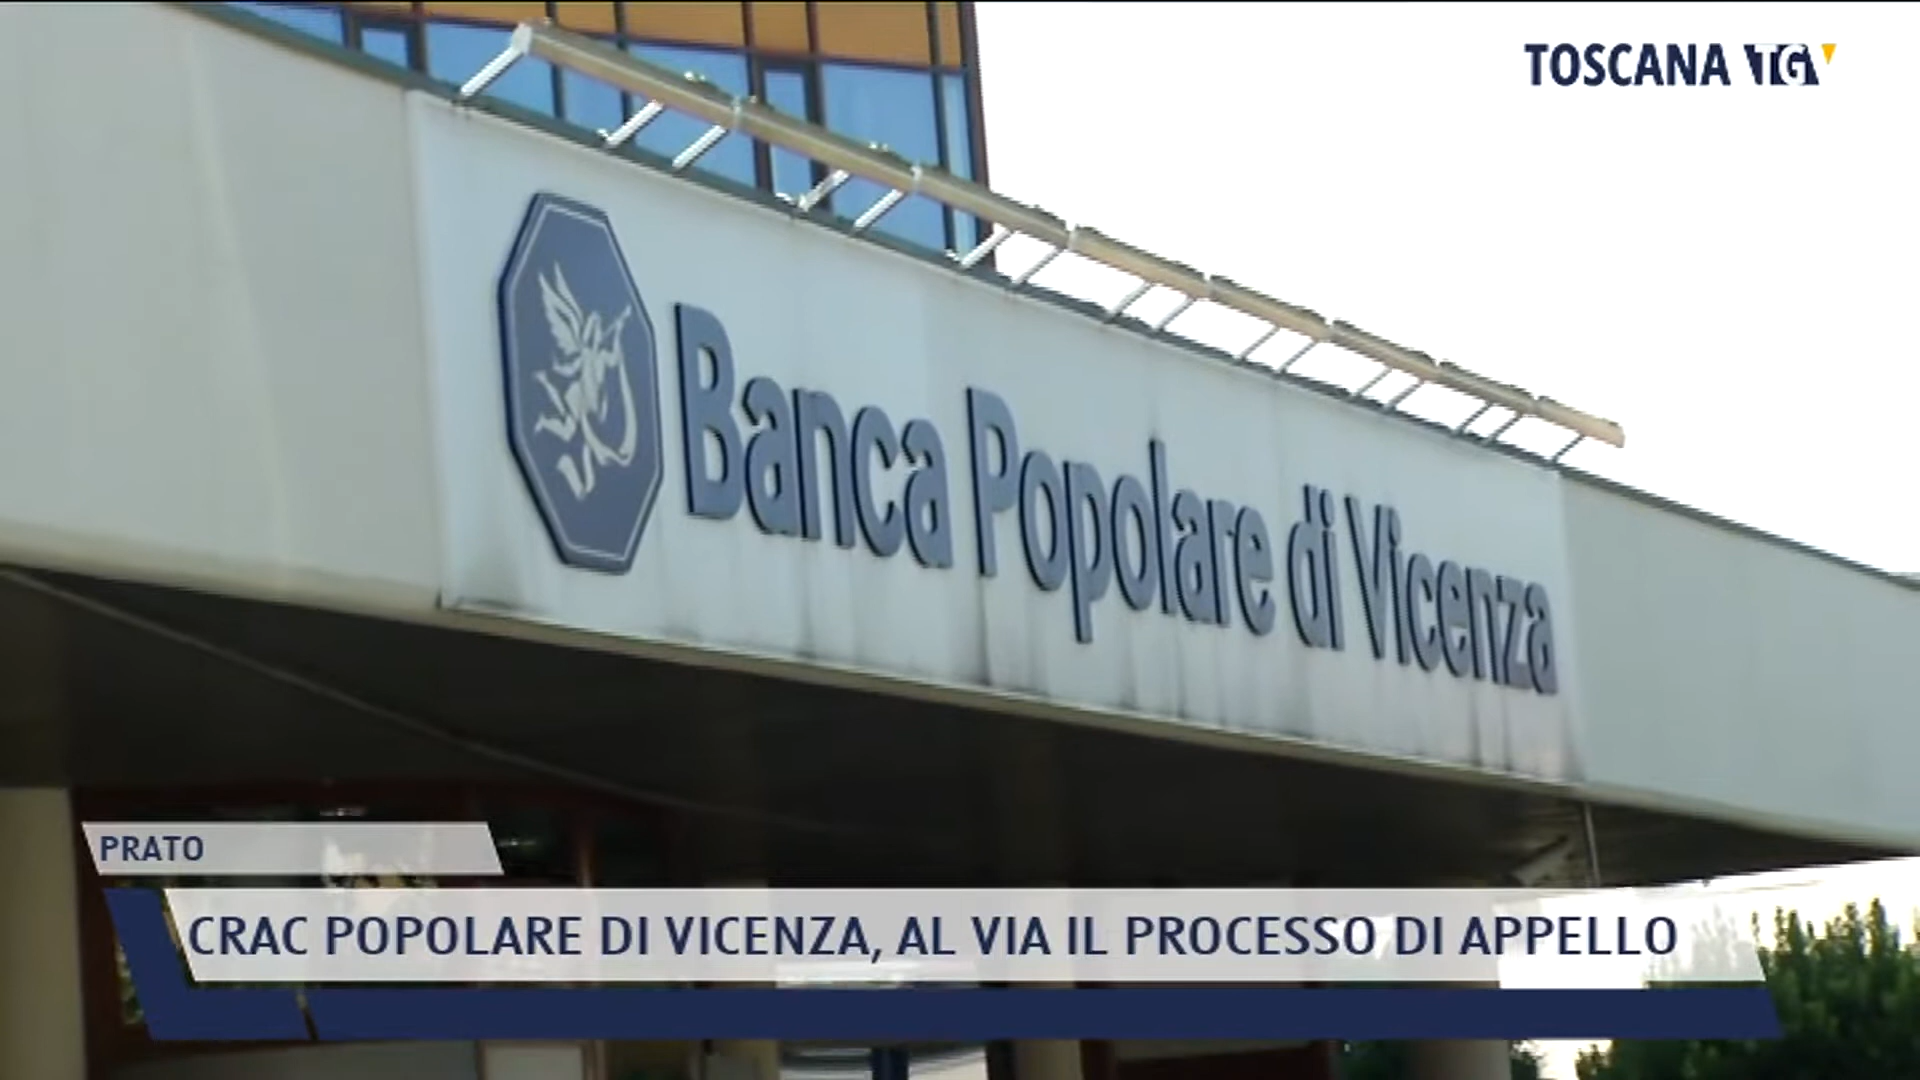 TOSCANA TG
Banca Popolare di Vicenza
PRATO
CRAC POPOLARE DI VICENZA, AL VIA IL PROCESSO DI APPELLO